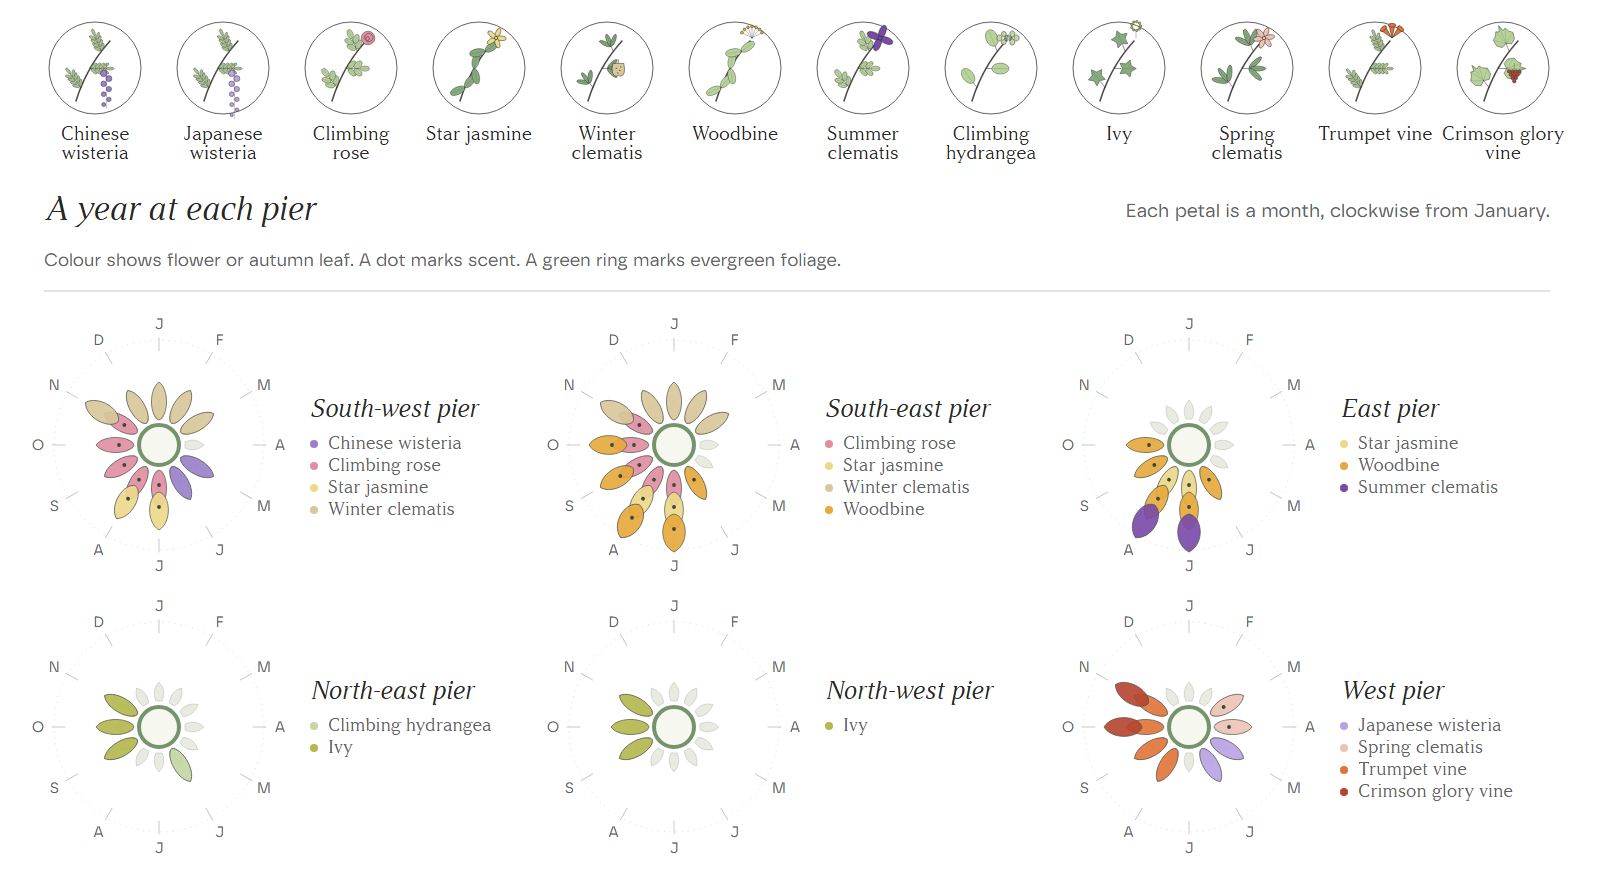 Chinese wisteria
Japanese wisteria
Climbing rose
Star jasmine
Winter clematis
Woodbine
Summer clematis
Climbing hydrangea
Ivy
Spring clematis
Trumpet vine
Crimson glory vine
A year at each pier
Each petal is a month, clockwise from January.
Colour shows flower or autumn leaf. A dot marks scent. A green ring marks evergreen foliage.
J
F
M
A
M
J
J
A
S
O
N
D
South-west pier
Chinese wisteria
Climbing rose
Star jasmine
Winter clematis
J
F
M
A
M
J
J
A
S
O
N
D
South-east pier
Climbing rose
Star jasmine
Winter clematis
Woodbine
J
F
M
A
M
J
J
A
S
O
N
D
East pier
Star jasmine
Woodbine
Summer clematis
J
F
M
A
M
J
J
A
S
O
N
D
North-east pier
Climbing hydrangea
Ivy
J
F
M
A
M
J
J
A
S
O
N
D
North-west pier
Ivy
J
F
M
A
M
J
J
A
S
O
N
D
West pier
Japanese wisteria
Spring clematis
Trumpet vine
Crimson glory vine